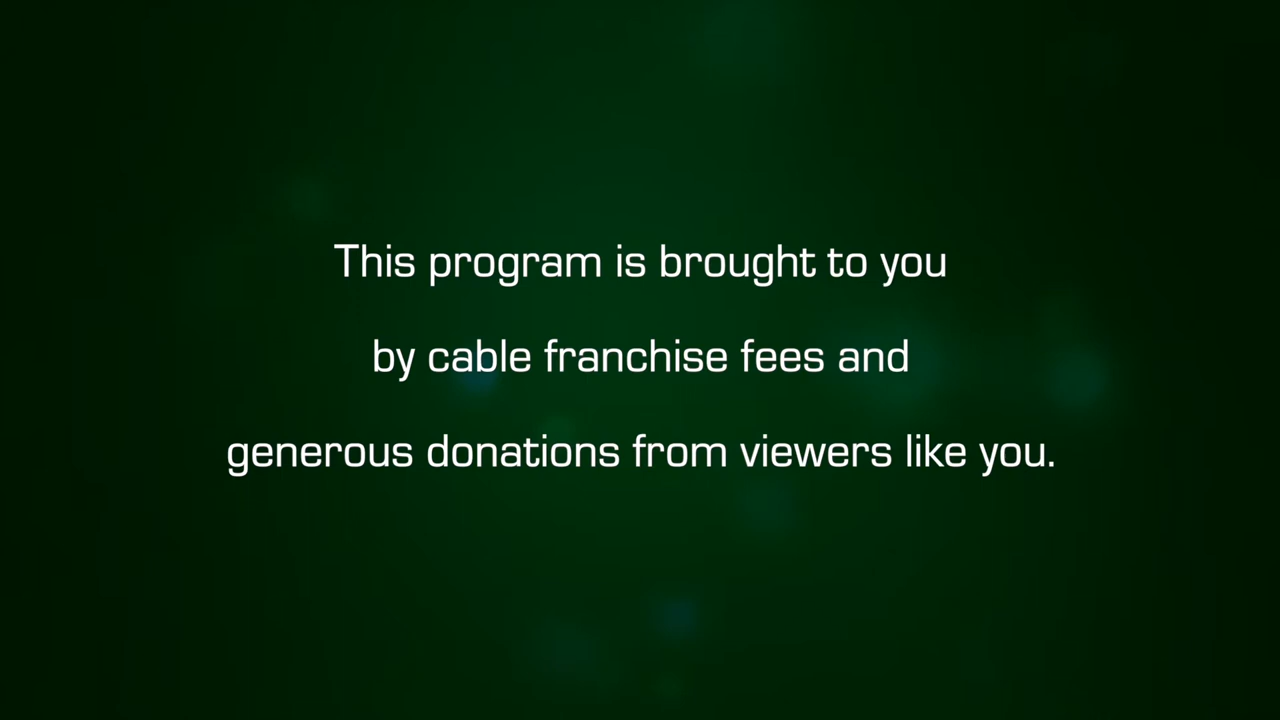 This program is brought to you
by cable franchise fees and
generous donations from viewers like you.